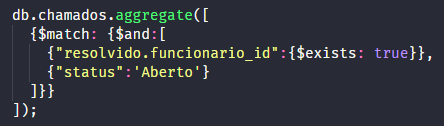 db.chamados.aggregate([
  {$match: {$and:[
    {"resolvido.funcionario_id":{$exists: true}},
    {"status":'Aberto'}
  ]}}
]);